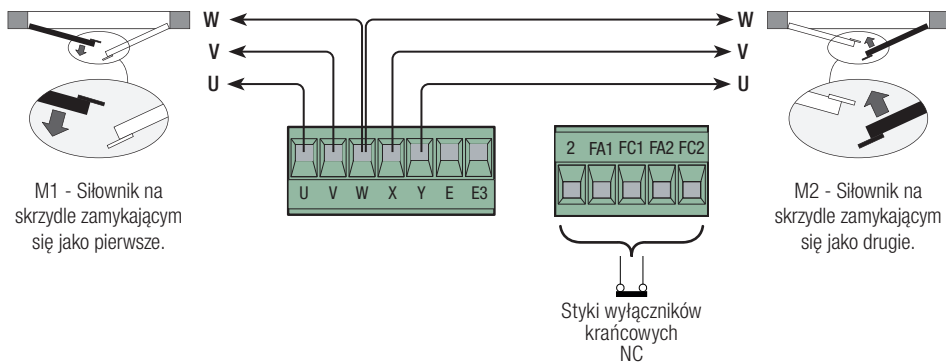 W
V
U
W
V
U
U V W X Y E E3
2 FA1 FC1 FA2 FC2
M1 - Siłownik na
skrzydle zamykającym
się jako pierwsze.
M2 - Siłownik na
skrzydle zamykającym
się jako drugie.
Styki wyłączników
krańcowych
NC